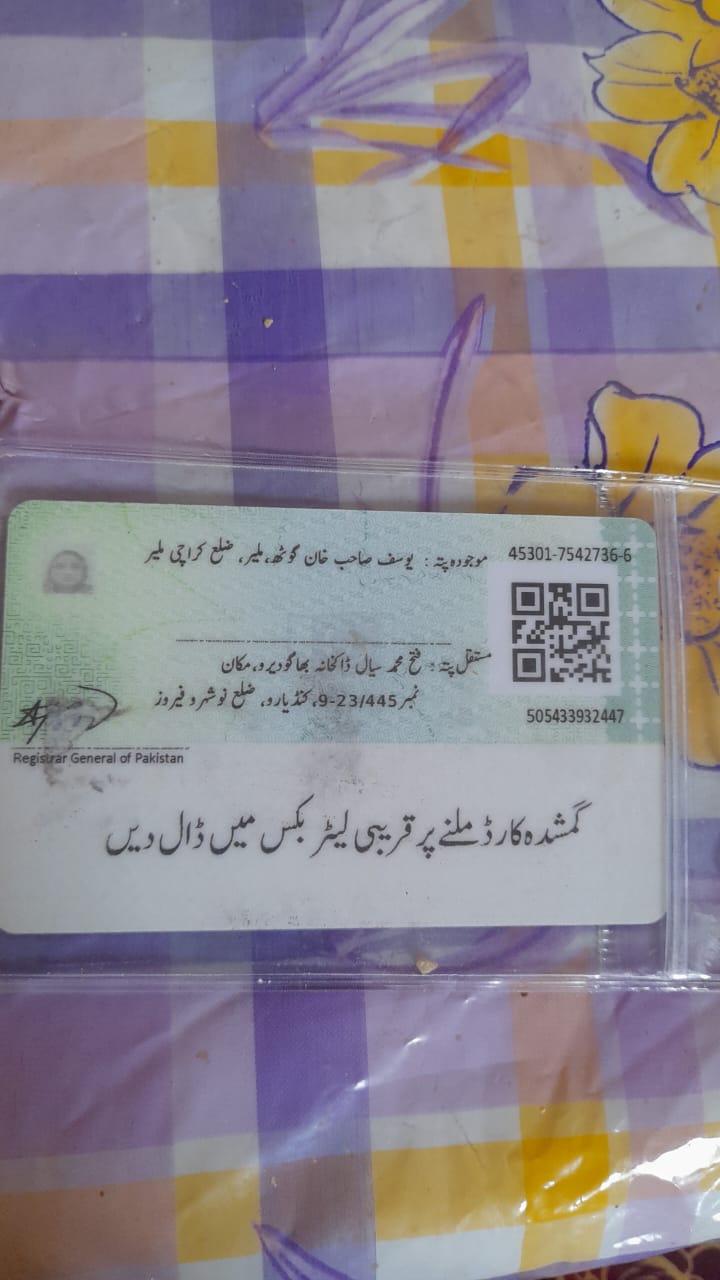 موجودہ پتہ : یوسف صاحب خان گوٹھ، ملیر، ضلع کراچی ملیر
45301-7542736-6
مستقل پتہ : فتح محمد سیال ڈاکخانہ بھاگودیرو، مکان
نمبر 9-23/445، کنڈیارو، ضلع نوشہرو فیروز
505433932447
Registrar General of Pakistan
گمشدہ کارڈ ملنے پر قریبی لیٹر بکس میں ڈال دیں